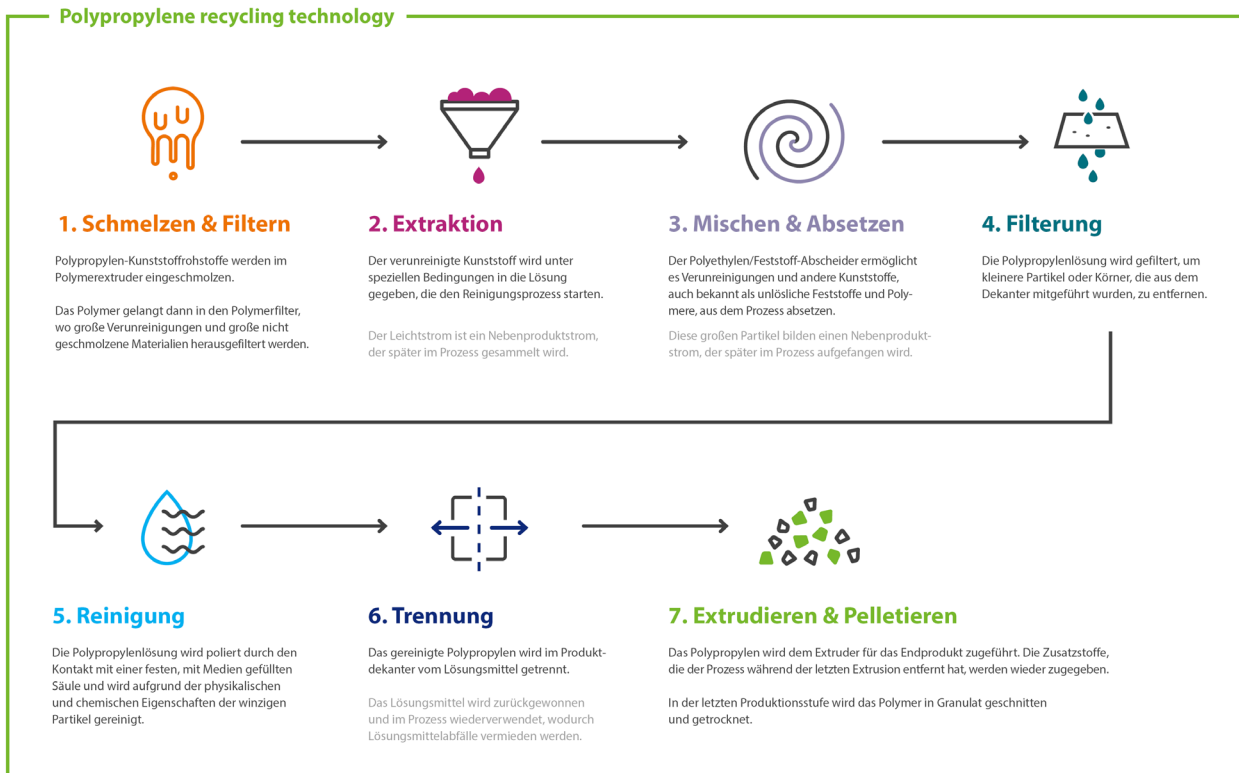 Polypropylene recycling technology
1. Schmelzen & Filtern
Polypropylen-Kunststoffrohstoffe werden im
Polymerextruder eingeschmolzen.
Das Polymer gelangt dann in den Polymerfilter,
wo große Verunreinigungen und große nicht
geschmolzene Materialien herausgefiltert werden.
2. Extraktion
Der verunreinigte Kunststoff wird unter
speziellen Bedingungen in die Lösung
gegeben, die den Reinigungsprozess starten.
Der Leichtstrom ist ein Nebenproduktstrom,
der später im Prozess gesammelt wird.
3. Mischen & Absetzen
Der Polyethylen/Feststoff-Abscheider ermöglicht
es Verunreinigungen und andere Kunststoffe,
auch bekannt als unlösliche Feststoffe und Poly-
mere, aus dem Prozess absetzen.
Diese großen Partikel bilden einen Nebenprodukt-
strom, der später im Prozess aufgefangen wird.
4. Filterung
Die Polypropylenlösung wird gefiltert, um
kleinere Partikel oder Körner, die aus dem
Dekanter mitgeführt wurden, zu entfernen.
5. Reinigung
Die Polypropylenlösung wird poliert durch den
Kontakt mit einer festen, mit Medien gefüllten
Säule und wird aufgrund der physikalischen
und chemischen Eigenschaften der winzigen
Partikel gereinigt.
6. Trennung
Das gereinigte Polypropylen wird im Produkt-
dekanter vom Lösungsmittel getrennt.
Das Lösungsmittel wird zurückgewonnen
und im Prozess wiederverwendet, wodurch
Lösungsmittelabfälle vermieden werden.
7. Extrudieren & Pelletieren
Das Polypropylen wird dem Extruder für das Endprodukt zugeführt. Die Zusatzstoffe,
die der Prozess während der letzten Extrusion entfernt hat, werden wieder zugegeben.
In der letzten Produktionsstufe wird das Polymer in Granulat geschnitten
und getrocknet.